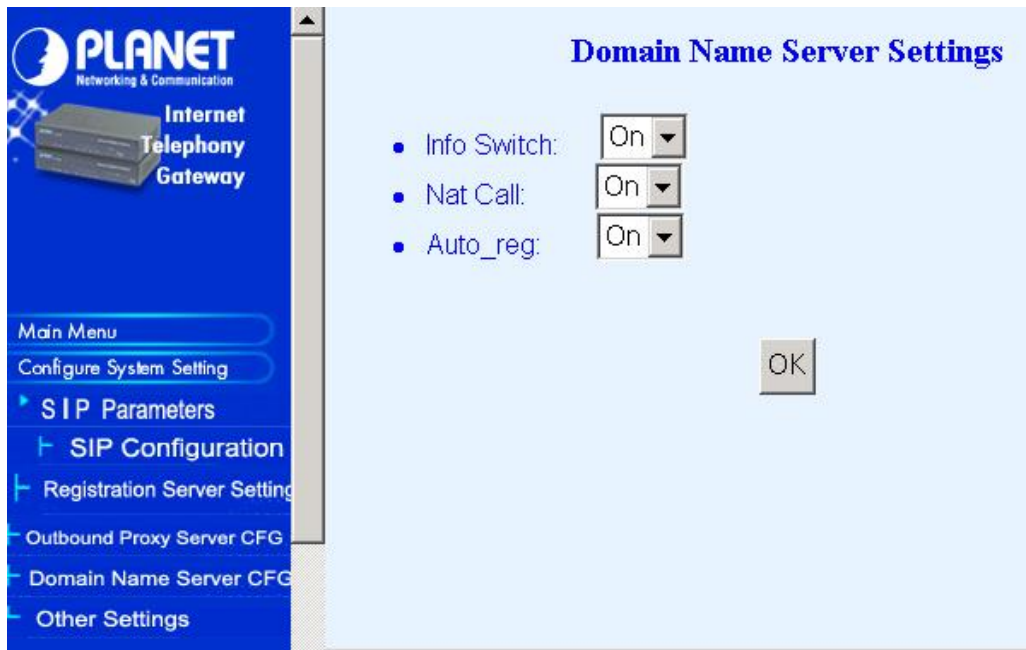 PLANET
Networking & Communication
Internet
Telephony
Gateway
Main Menu
Configure System Setting
SIP Parameters
SIP Configuration
Registration Server Setting
Outbound Proxy Server CFG
Domain Name Server CFG
Other Settings
Domain Name Server Settings
Info Switch: On
Nat Call: On
Auto_reg: On
OK